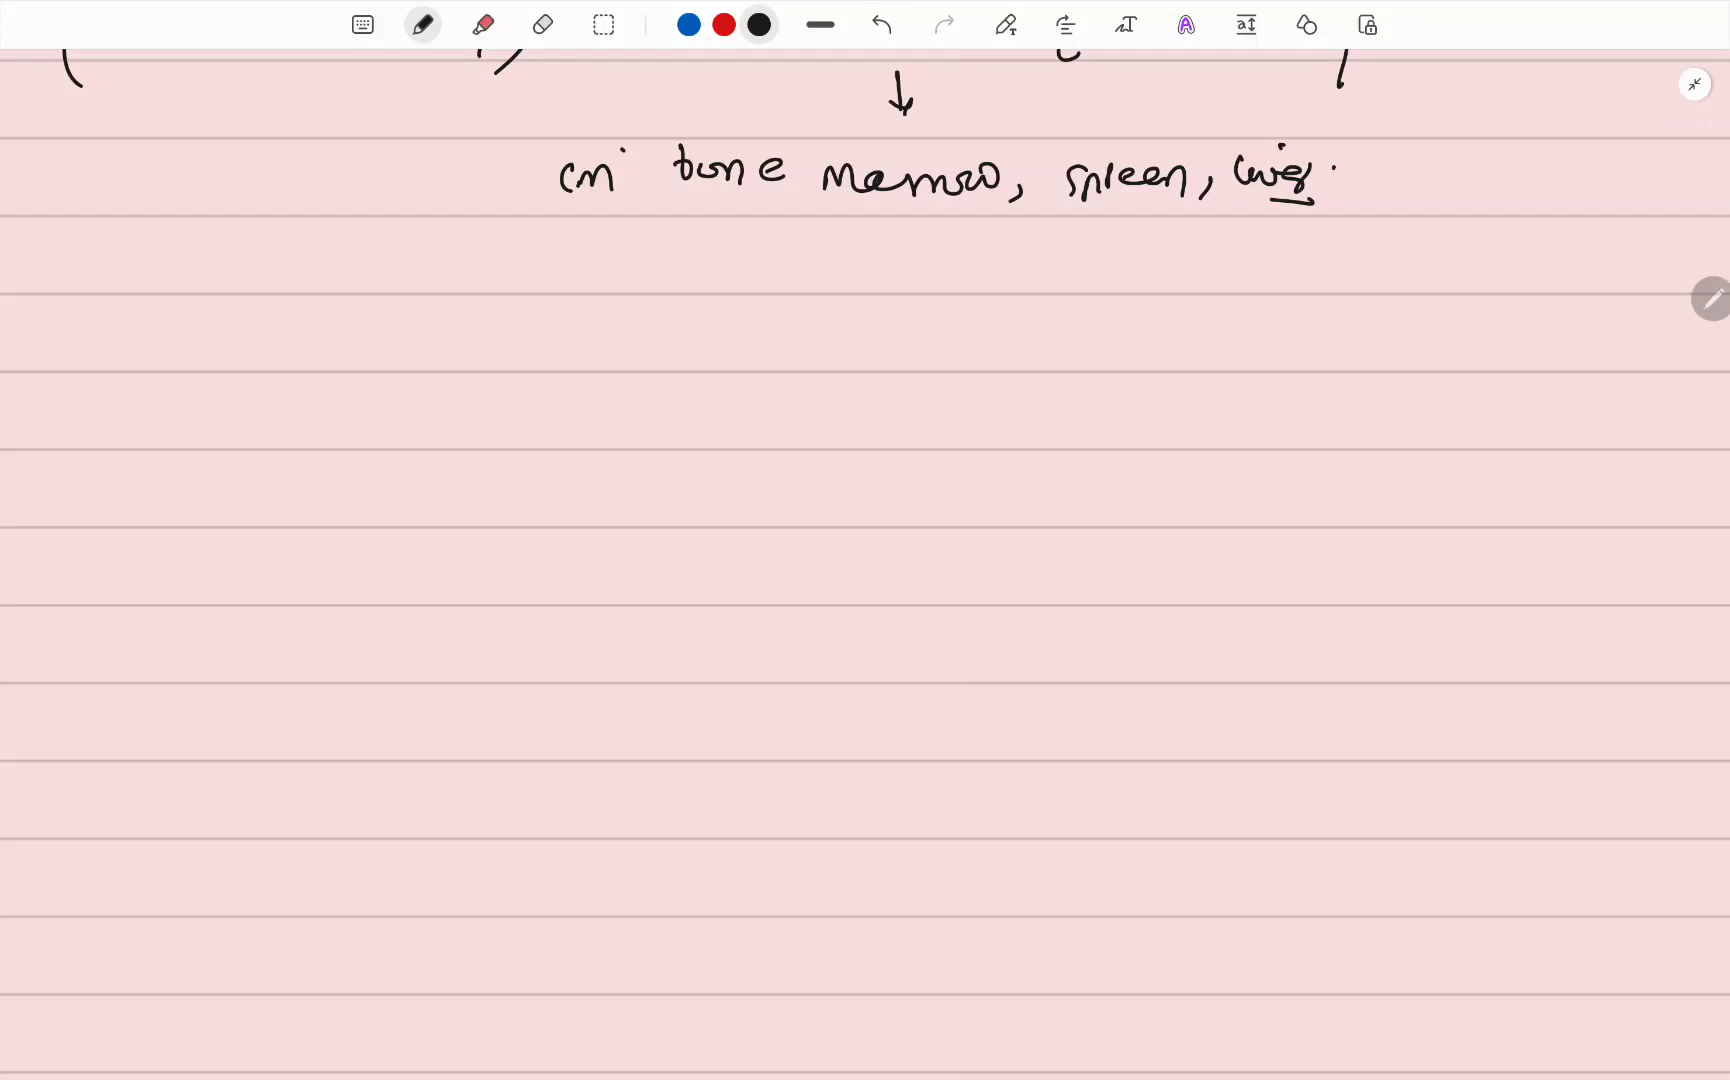 ↓
in bone marrow, spleen, liver.